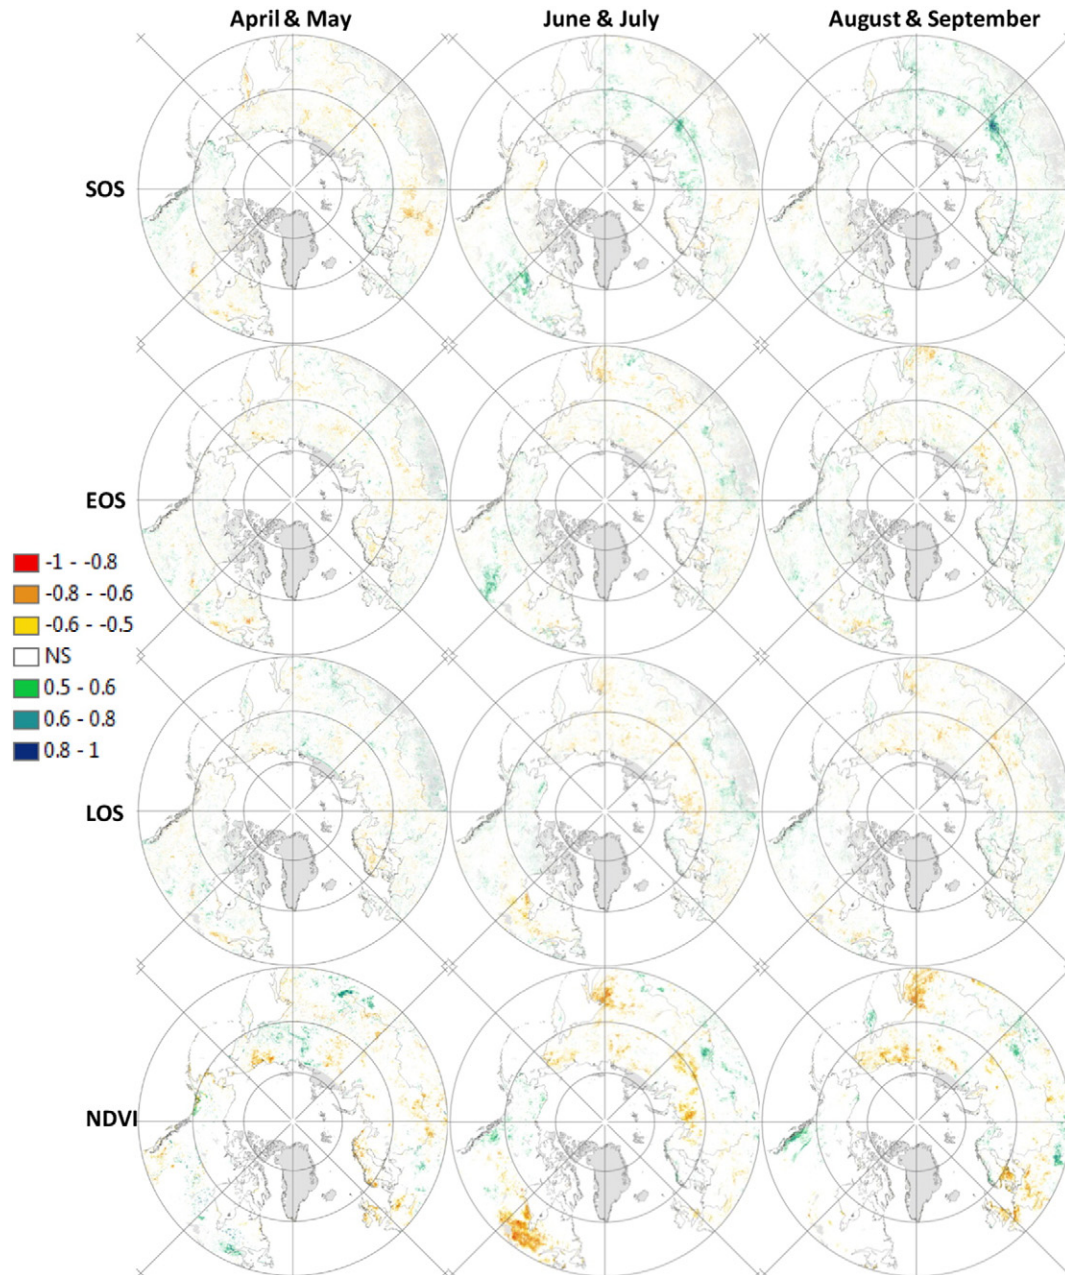 April & May
June & July
August & September
SOS
EOS
-1 - -0.8
-0.8 - -0.6
-0.6 - -0.5
NS
0.5 - 0.6
0.6 - 0.8
0.8 - 1
LOS
NDVI